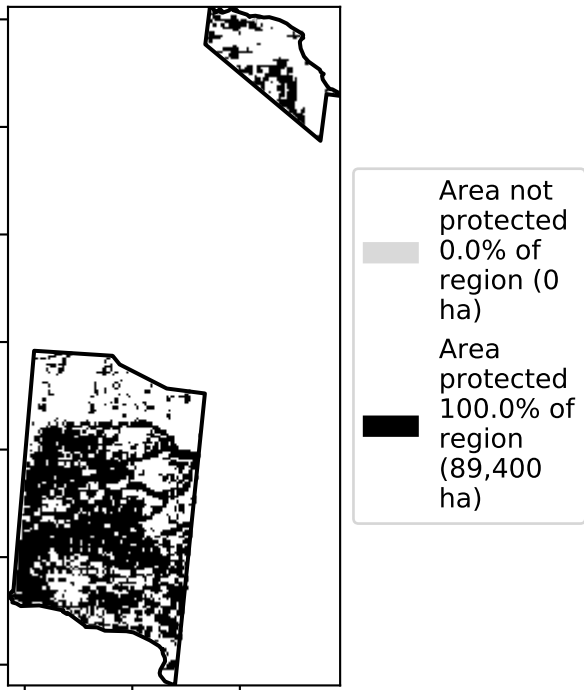 Area not
protected
0.0% of
region (0
ha)
Area
protected
100.0% of
region
(89,400
ha)